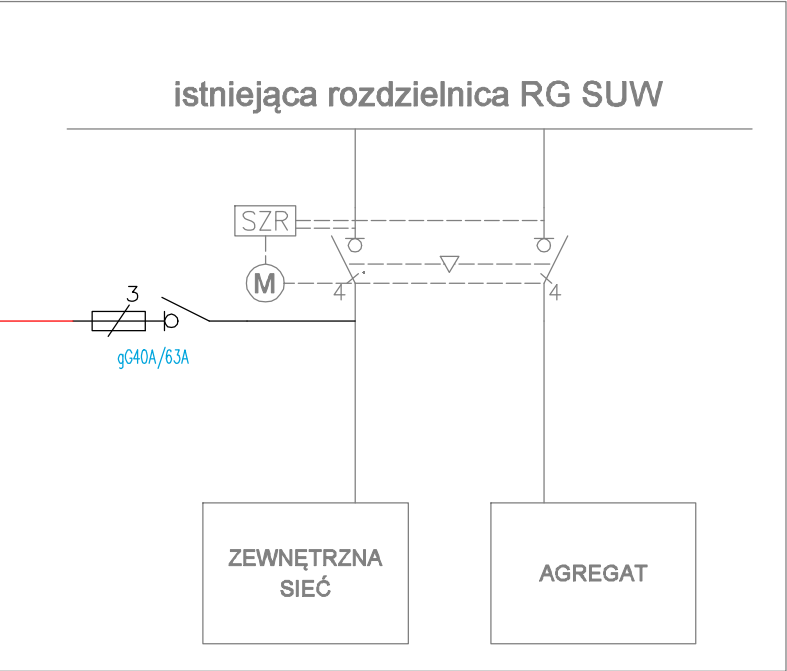 istniejąca rozdzielnica RG SUW
SZR
M
4
4
3
gG40A/63A
ZEWNĘTRZNA
SIEĆ
AGREGAT